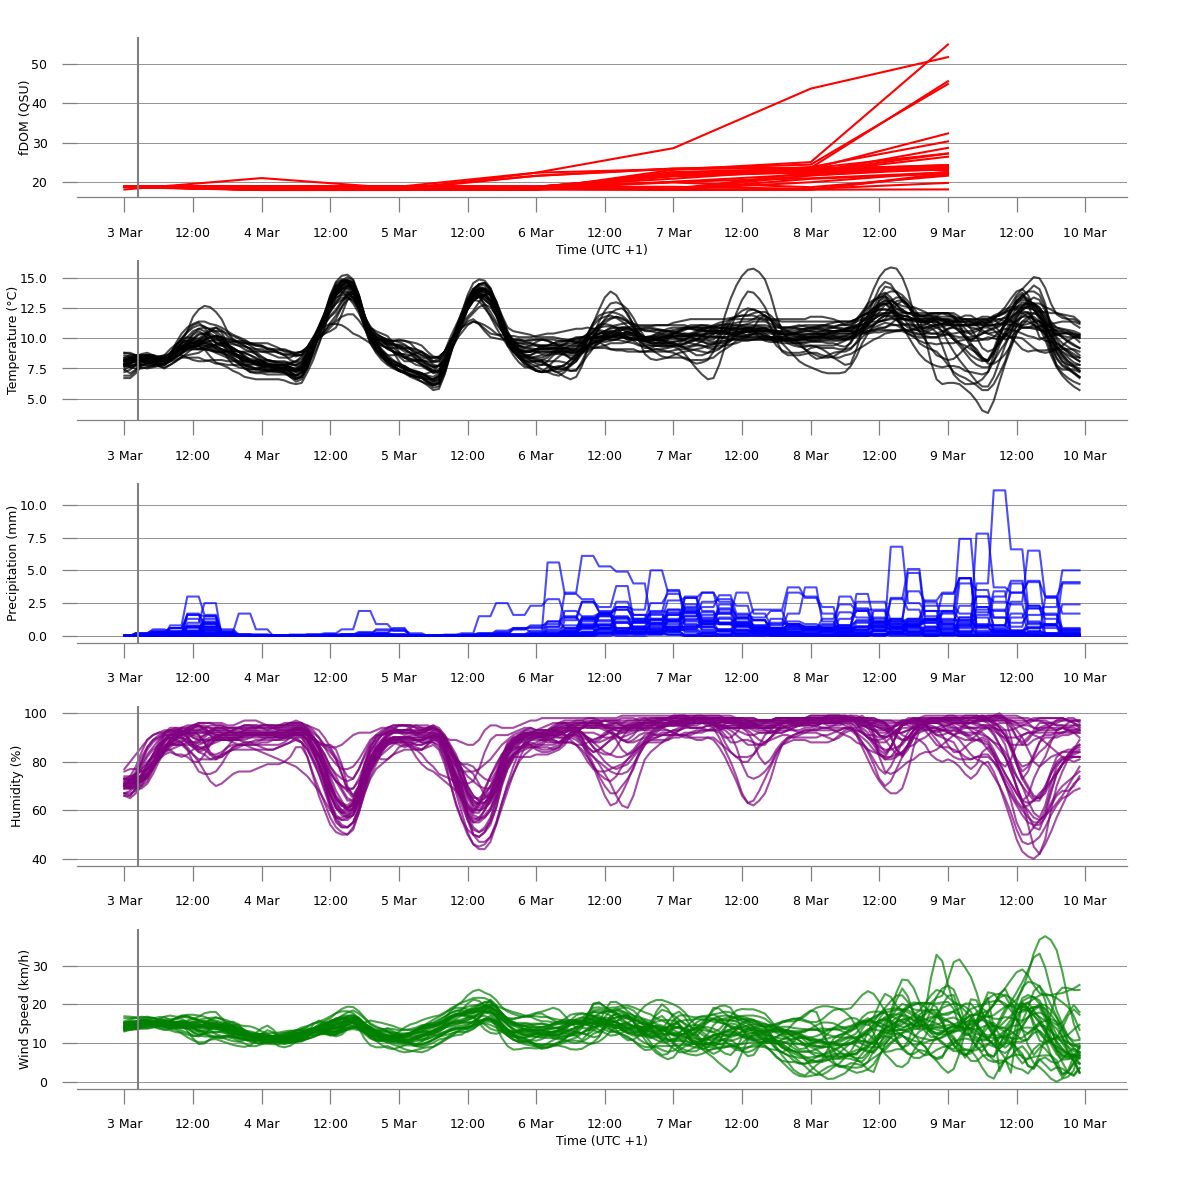 fDOM (QSU)
50
40
30
20
3 Mar 12:00 4 Mar 12:00 5 Mar 12:00 6 Mar 12:00 7 Mar 12:00 8 Mar 12:00 9 Mar 12:00 10 Mar
Time (UTC +1)
Temperature (°C)
15.0
12.5
10.0
7.5
5.0
3 Mar 12:00 4 Mar 12:00 5 Mar 12:00 6 Mar 12:00 7 Mar 12:00 8 Mar 12:00 9 Mar 12:00 10 Mar
Precipitation (mm)
10.0
7.5
5.0
2.5
0.0
3 Mar 12:00 4 Mar 12:00 5 Mar 12:00 6 Mar 12:00 7 Mar 12:00 8 Mar 12:00 9 Mar 12:00 10 Mar
Humidity (%)
100
80
60
40
3 Mar 12:00 4 Mar 12:00 5 Mar 12:00 6 Mar 12:00 7 Mar 12:00 8 Mar 12:00 9 Mar 12:00 10 Mar
Wind Speed (km/h)
30
20
10
0
3 Mar 12:00 4 Mar 12:00 5 Mar 12:00 6 Mar 12:00 7 Mar 12:00 8 Mar 12:00 9 Mar 12:00 10 Mar
Time (UTC +1)